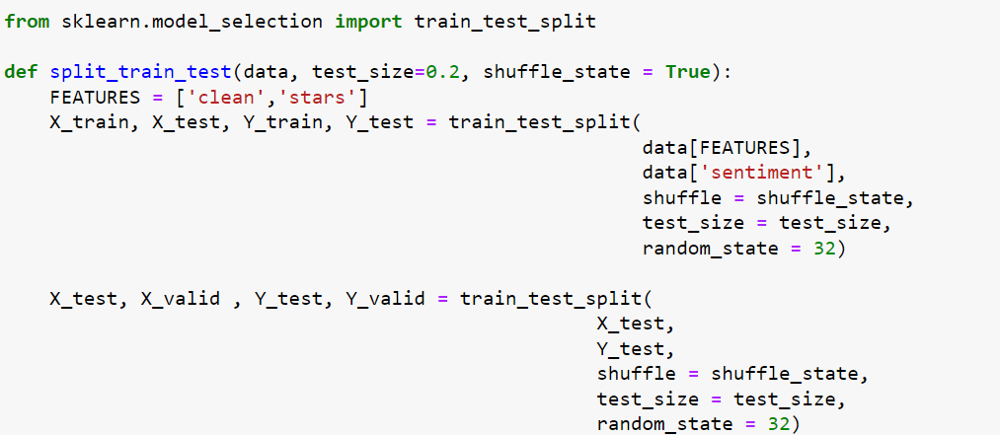 from sklearn.model_selection import train_test_split
def split_train_test(data, test_size=0.2, shuffle_state = True):
FEATURES = ['clean','stars']
X_train, X_test, Y_train, Y_test = train_test_split(
data[FEATURES],
data['sentiment'],
shuffle = shuffle_state,
test_size = test_size,
random_state = 32)
X_test, X_valid , Y_test, Y_valid = train_test_split(
X_test,
Y_test,
shuffle = shuffle_state,
test_size = test_size,
random_state = 32)